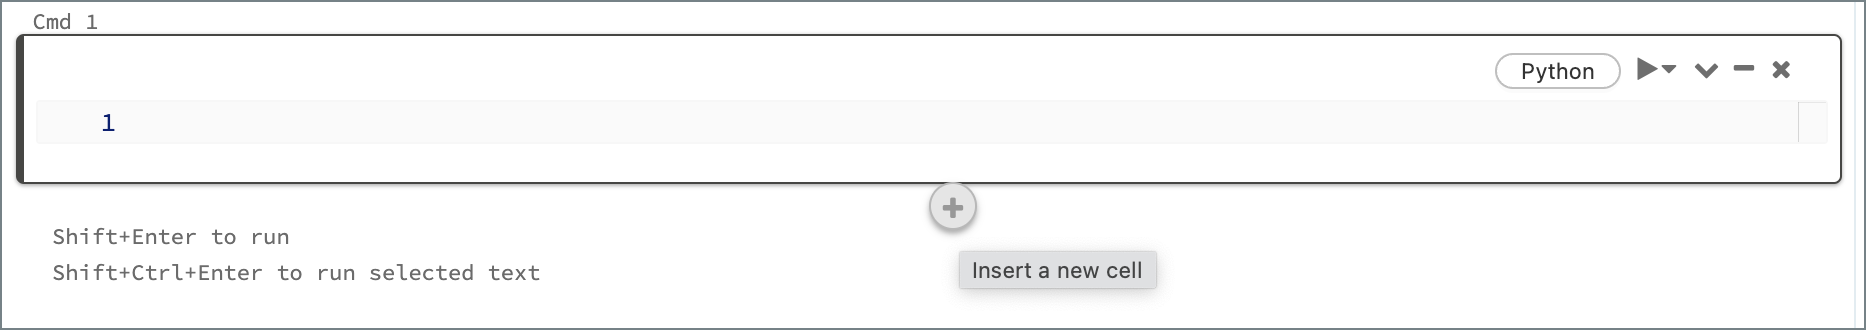 Cmd 1
Python
1
Shift+Enter to run
Shift+Ctrl+Enter to run selected text
Insert a new cell